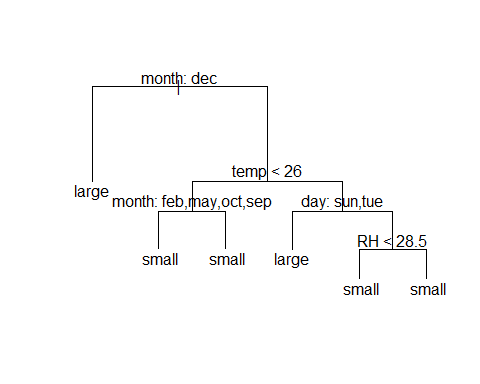 month: dec
temp < 26
large
month: feb,may,oct,sep
day: sun,tue
RH < 28.5
small
small
large
small
small